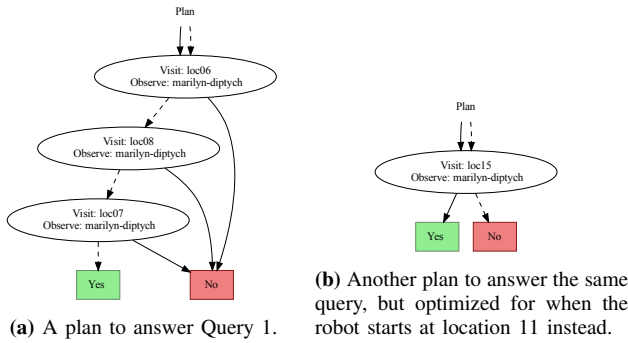 Plan
Visit: loc06
Observe: marilyn-diptych
Visit: loc08
Observe: marilyn-diptych
Visit: loc07
Observe: marilyn-diptych
Yes
No
(a) A plan to answer Query 1.
Plan
Visit: loc15
Observe: marilyn-diptych
Yes
No
(b) Another plan to answer the same
query, but optimized for when the
robot starts at location 11 instead.